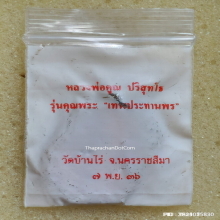 หลวงพ่อคูณ ปริสุทโธ
รุ่นคูณพระ "เทพประทานพร"
ThaprachanDotCom
วัดบ้านไร่ จ.นครราชสีมา
๗ พ.ย. ๓๖